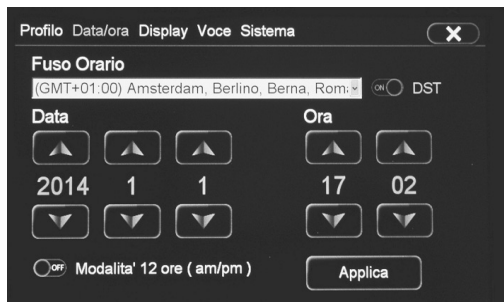 Profilo Data/ora Display Voce Sistema X
Fuso Orario
(GMT+01:00) Amsterdam, Berlino, Berna, Rom: ON DST
Data Ora
2014 1 1 17 02
OFF Modalita' 12 ore ( am/pm ) Applica